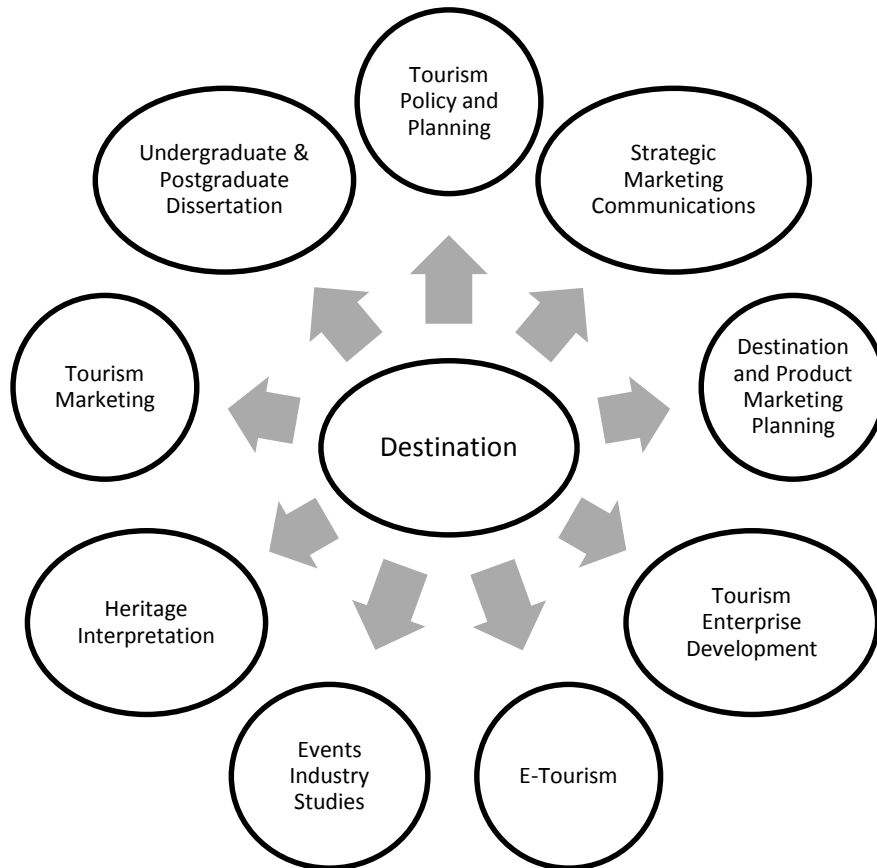 Tourism
Policy and
Planning
Strategic
Marketing
Communications
Destination
and Product
Marketing
Planning
Tourism
Enterprise
Development
E-Tourism
Events
Industry
Studies
Heritage
Interpretation
Tourism
Marketing
Undergraduate &
Postgraduate
Dissertation
Destination